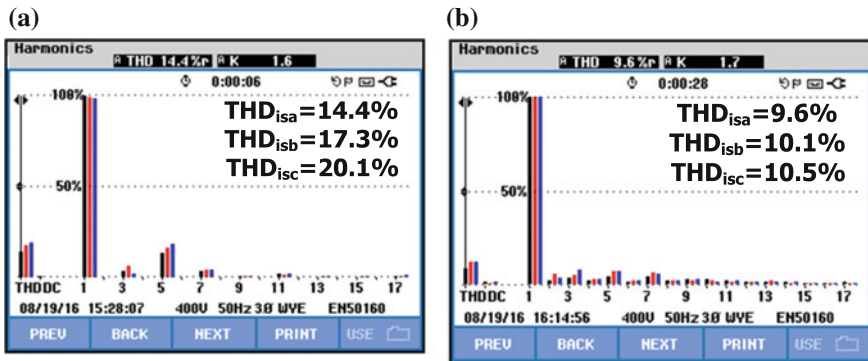 (a)
Harmonics
A THD 14.4%r A K 1.6
0:00:06
100%
THDisa=14.4%
THDisb=17.3%
THDisc=20.1%
50%
THDDC 1 3 5 7 9 11 13 15 17
08/19/16 15:28:07 400V 50Hz 3Ø WYE EN50160
PREV BACK NEXT PRINT USE
(b)
Harmonics
A THD 9.6%r A K 1.7
0:00:28
100%
THDisa=9.6%
THDisb=10.1%
THDisc=10.5%
50%
THDDC 1 3 5 7 9 11 13 15 17
08/19/16 16:14:56 400V 50Hz 3Ø WYE EN50160
PREV BACK NEXT PRINT USE